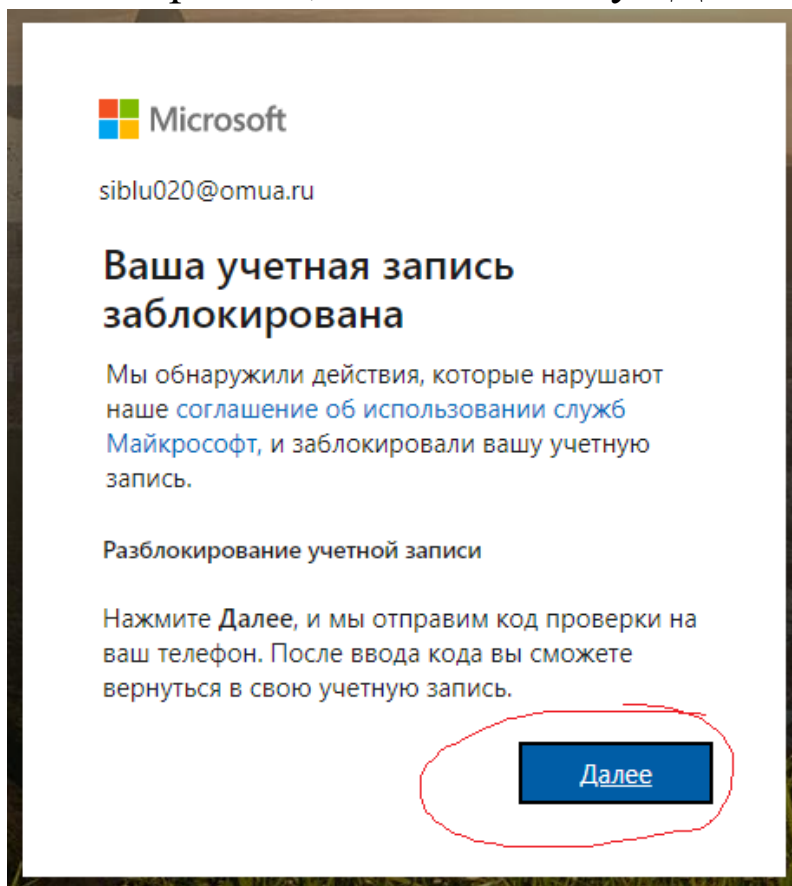 Microsoft
siblu020@omua.ru
Ваша учетная запись
заблокирована
Мы обнаружили действия, которые нарушают
наше соглашение об использовании служб
Майкрософт, и заблокировали вашу учетную
запись.
Разблокирование учетной записи
Нажмите Далее, и мы отправим код проверки на
ваш телефон. После ввода кода вы сможете
вернуться в свою учетную запись.
Далее